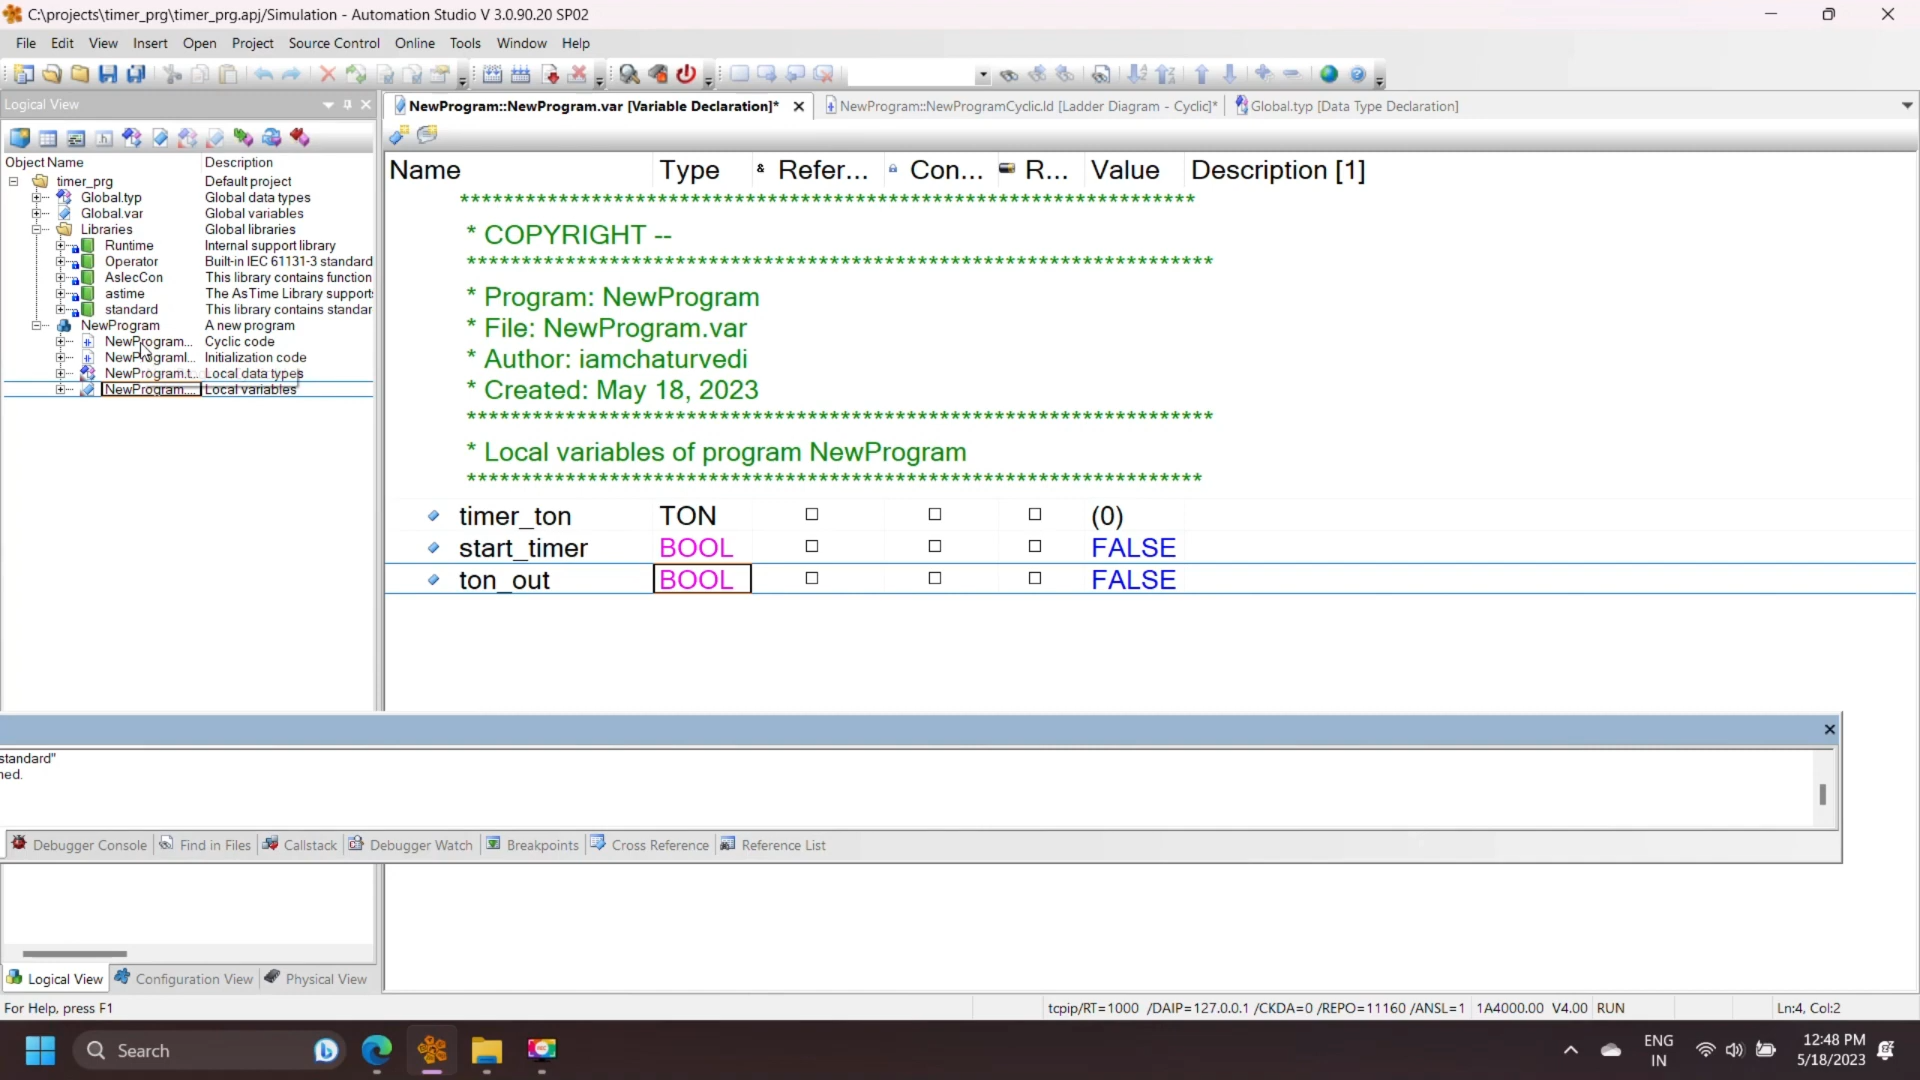 C:\projects\timer_prg\timer_prg.apj/Simulation - Automation Studio V 3.0.90.20 SP02
File Edit View Insert Open Project Source Control Online Tools Window Help
Logical View
NewProgram::NewProgram.var [Variable Declaration]*
NewProgram::NewProgramCyclic.ld [Ladder Diagram - Cyclic]*
Global.typ [Data Type Declaration]
Object Name Description
timer_prg Default project
Global.typ Global data types
Global.var Global variables
Libraries Global libraries
Runtime Internal support library
Operator Built-in IEC 61131-3 standard
AslecCon This library contains function
astime The AsTime Library supports
standard This library contains standar
NewProgram A new program
NewProgram... Cyclic code
NewProgramI... Initialization code
NewProgram.t... Local data types
NewProgram.... Local variables
Name Type & Refer... Con... R... Value Description [1]
**********************************************************************
* COPYRIGHT --
**********************************************************************
* Program: NewProgram
* File: NewProgram.var
* Author: iamchaturvedi
* Created: May 18, 2023
**********************************************************************
* Local variables of program NewProgram
**********************************************************************
timer_ton TON (0)
start_timer BOOL FALSE
ton_out BOOL FALSE
standard"
ned.
Debugger Console Find in Files Callstack Debugger Watch Breakpoints Cross Reference Reference List
Logical View Configuration View Physical View
For Help, press F1
tcpip/RT=1000 /DAIP=127.0.0.1 /CKDA=0 /REPO=11160 /ANSL=1 1A4000.00 V4.00 RUN Ln:4, Col:2
Search
ENG
IN
12:48 PM
5/18/2023